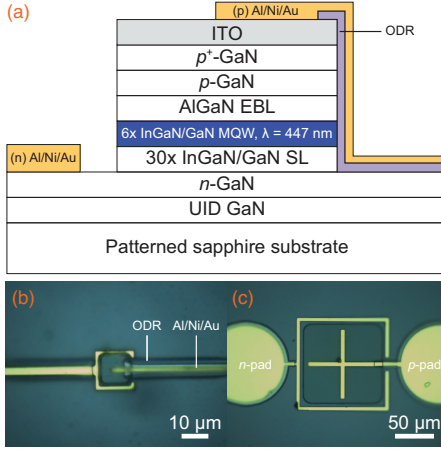 (a)
(p) Al/Ni/Au
ODR
ITO
p⁺-GaN
p-GaN
AlGaN EBL
6x InGaN/GaN MQW, λ = 447 nm
(n) Al/Ni/Au
30x InGaN/GaN SL
n-GaN
UID GaN
Patterned sapphire substrate
(b)
ODR
Al/Ni/Au
10 µm
(c)
n-pad
p-pad
50 µm